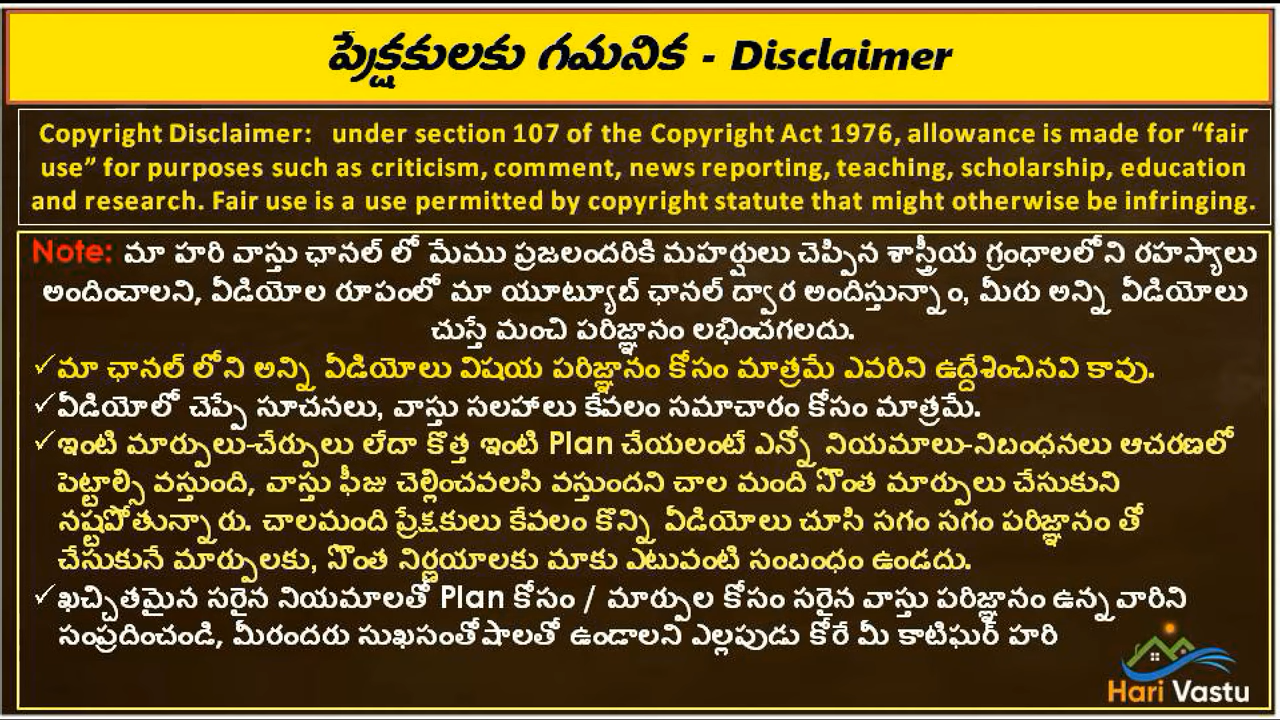 ప్రేక్షకులకు గమనిక - Disclaimer
Copyright Disclaimer: under section 107 of the Copyright Act 1976, allowance is made for “fair
use” for purposes such as criticism, comment, news reporting, teaching, scholarship, education
and research. Fair use is a use permitted by copyright statute that might otherwise be infringing.
Note: మా హరి వాస్తు ఛానల్ లో మేము ప్రజలందరికి మహర్షులు చెప్పిన శాస్త్రీయ గ్రంధాలలోని రహస్యాలు
అందించాలని, వీడియోల రూపంలో మా యూట్యూబ్ ఛానల్ ద్వార అందిస్తున్నాం, మీరు అన్ని వీడియోలు
చుస్తే మంచి పరిజ్ఞానం లభించగలదు.
✓మా ఛానల్ లోని అన్ని వీడియోలు విషయ పరిజ్ఞానం కోసం మాత్రమే ఎవరిని ఉద్దేశించినవి కావు.
✓వీడియోలో చెప్పే సూచనలు, వాస్తు సలహాలు కేవలం సమాచారం కోసం మాత్రమే.
✓ఇంటి మార్పులు-చేర్పులు లేదా కొత్త ఇంటి Plan చేయలంటే ఎన్నో నియమాలు-నిబంధనలు ఆచరణలో
పెట్టాల్సి వస్తుంది, వాస్తు ఫీజు చెల్లించవలసి వస్తుందని చాల మంది సొంత మార్పులు చేసుకుని
నష్టపోతున్నారు. చాలమంది ప్రేక్షకులు కేవలం కొన్ని వీడియోలు చూసి సగం సగం పరిజ్ఞానం తో
చేసుకునే మార్పులకు, సొంత నిర్ణయాలకు మాకు ఎటువంటి సంబంధం ఉండదు.
✓ఖచ్చితమైన సరైన నియమాలతో Plan కోసం / మార్పుల కోసం సరైన వాస్తు పరిజ్ఞానం ఉన్నవారిని
సంప్రదించండి, మీరందరు సుఖసంతోషాలతో ఉండాలని ఎల్లపుడు కోరే మీ కాటిఘర్ హరి
Hari Vastu